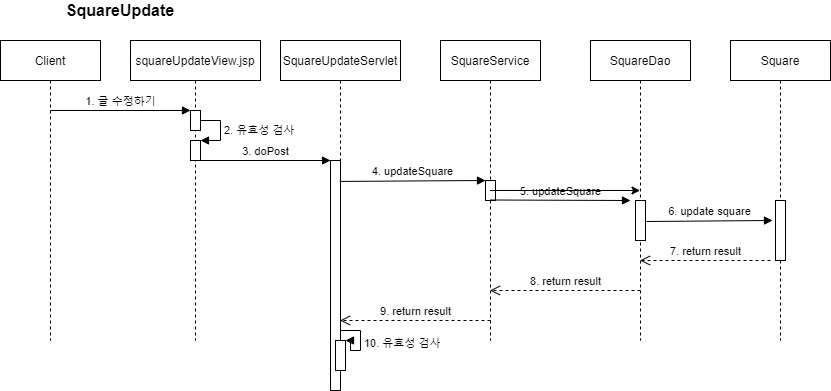 SquareUpdate
Client
squareUpdateView.jsp
SquareUpdateServlet
SquareService
SquareDao
Square
1. 글 수정하기
2. 유효성 검사
3. doPost
4. updateSquare
5. updateSquare
6. update square
7. return result
8. return result
9. return result
10. 유효성 검사